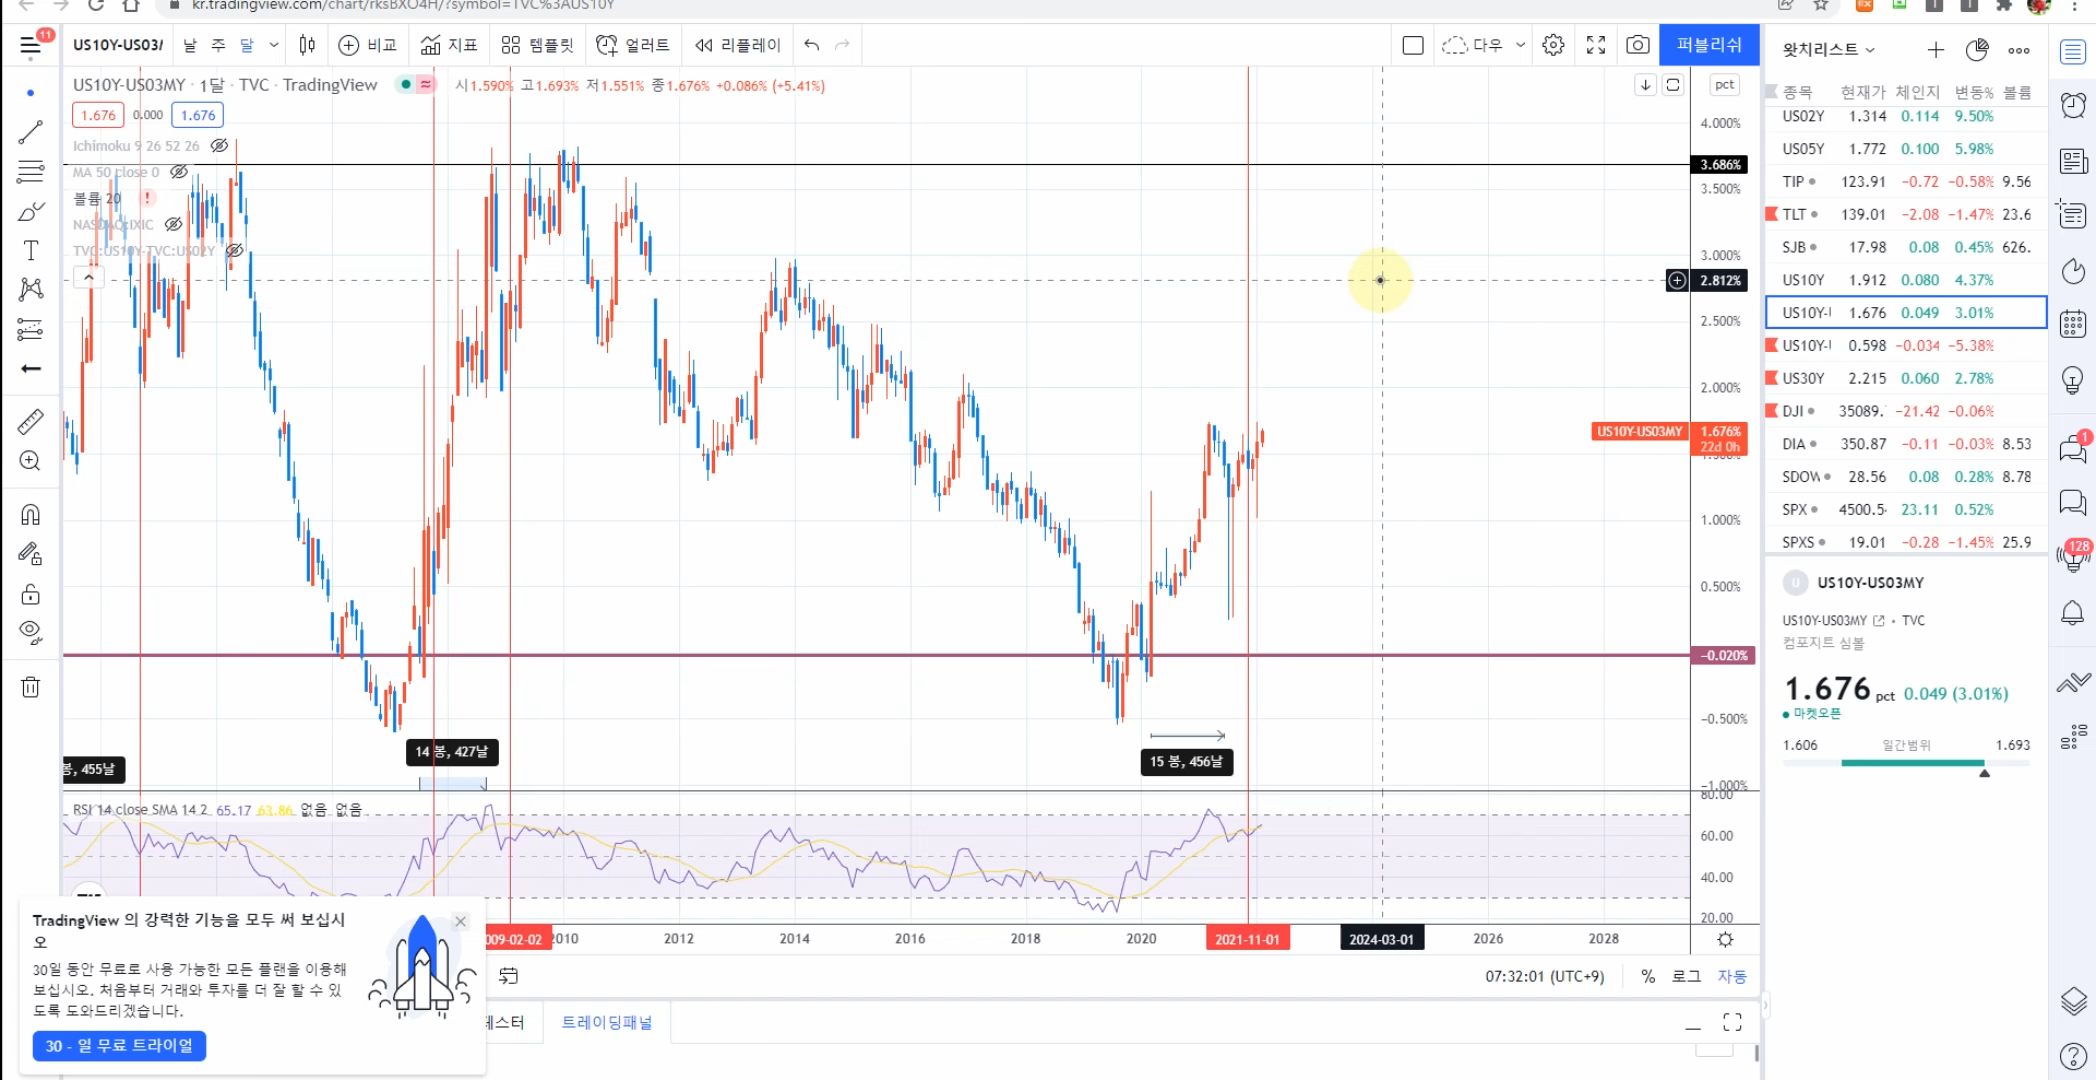 kr.tradingview.com/chart/rksBXO4H/?symbol=TVC%3AUS10Y
11
US10Y-US03M
날 주 달
비교
지표
템플릿
얼러트
리플레이
다우
퍼블리쉬
US10Y-US03MY · 1달 · TVC · TradingView
시1.590% 고1.693% 저1.551% 종1.676% +0.086% (+5.41%)
1.676 0.000 1.676
Ichimoku 9 26 52 26
MA 50 close 0
볼륨 20
NASDAQ:IXIC
TVC:US10Y-TVC:US02Y
pct
4.000%
3.686%
3.500%
3.000%
2.812%
2.500%
2.000%
US10Y-US03MY 1.676%
22d 0h
1.000%
0.500%
-0.020%
-0.500%
-1.000%
봉, 455날
14 봉, 427날
15 봉, 456날
RSI 14 close SMA 14 2 65.17 63.86 없음 없음
80.00
60.00
40.00
20.00
009-02-02 2010 2012 2014 2016 2018 2020 2021-11-01 2024-03-01 2026 2028
07:32:01 (UTC+9) % 로그 자동
테스터 트레이딩패널
TradingView 의 강력한 기능을 모두 써 보십시
오
30일 동안 무료로 사용 가능한 모든 플랜을 이용해
보십시오. 처음부터 거래와 투자를 더 잘 할 수 있
도록 도와드리겠습니다.
30 - 일 무료 트라이얼
왓치리스트
종목 현재가 체인지 변동% 볼륨
US02Y 1.314 0.114 9.50%
US05Y 1.772 0.100 5.98%
TIP 123.91 -0.72 -0.58% 9.56
TLT 139.01 -2.08 -1.47% 23.6
SJB 17.98 0.08 0.45% 626.
US10Y 1.912 0.080 4.37%
US10Y-I 1.676 0.049 3.01%
US10Y-I 0.598 -0.034 -5.38%
US30Y 2.215 0.060 2.78%
DJI 35089. -21.42 -0.06%
DIA 350.87 -0.11 -0.03% 8.53
SDOW 28.56 0.08 0.28% 8.78
SPX 4500.5 23.11 0.52%
SPXS 19.01 -0.28 -1.45% 25.9
U US10Y-US03MY
US10Y-US03MY • TVC
컴포지트 심볼
1.676 pct 0.049 (3.01%)
마켓오픈
1.606 일간범위 1.693
1
128